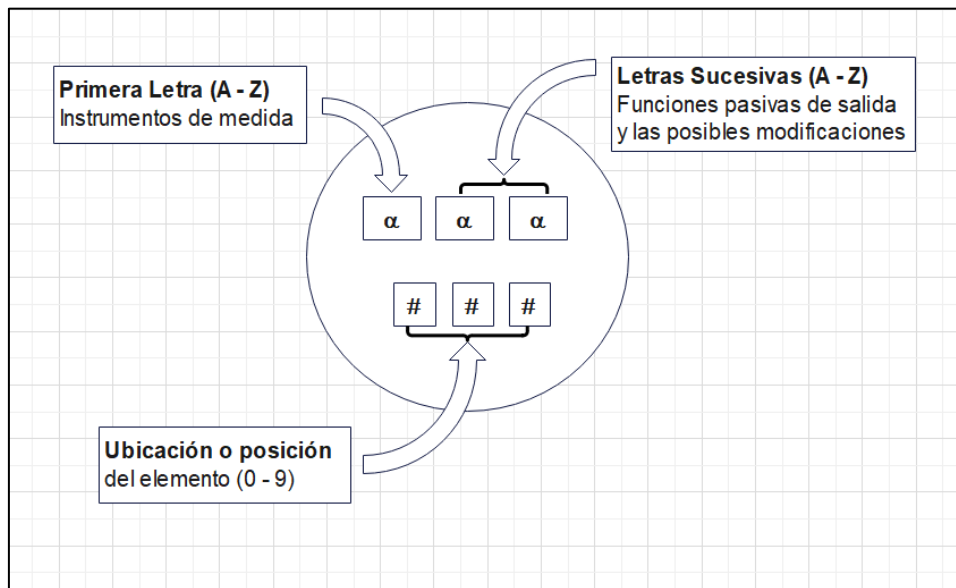 Primera Letra (A - Z)
Instrumentos de medida
Letras Sucesivas (A - Z)
Funciones pasivas de salida
y las posibles modificaciones
α α α
# # #
Ubicación o posición
del elemento (0 - 9)